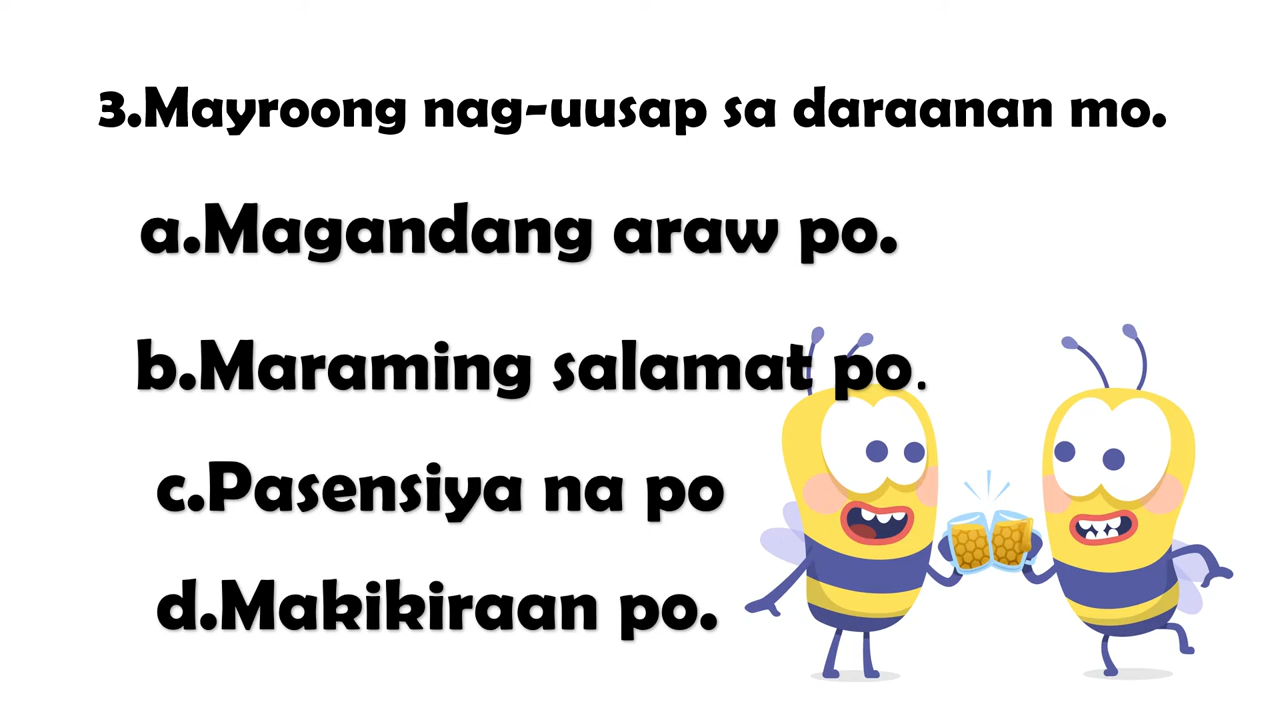 3.Mayroong nag-uusap sa daraanan mo.
a.Magandang araw po.
b.Maraming salamat po.
c.Pasensiya na po
d.Makikiraan po.